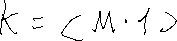 K = ⟨M · 1⟩